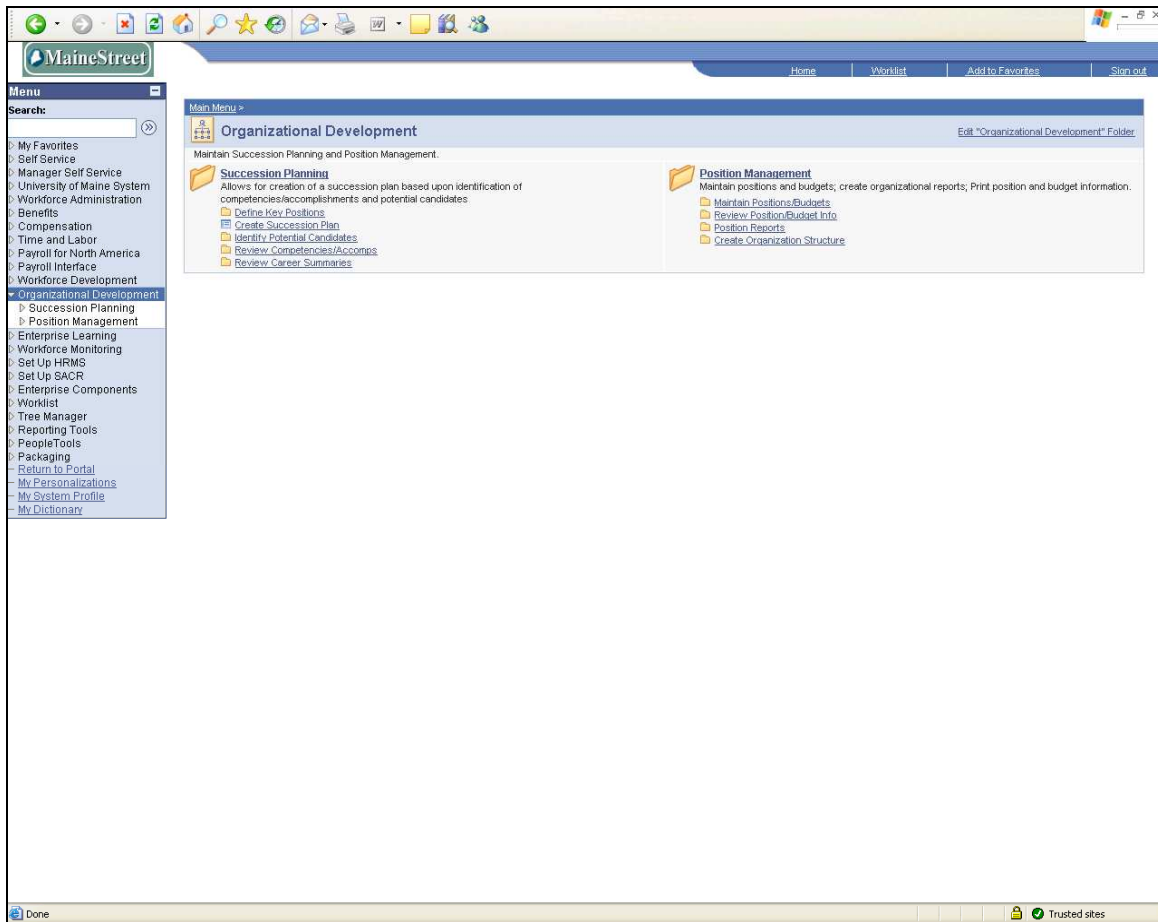 MaineStreet
Home
Worklist
Add to Favorites
Sign out
Menu
Search:
My Favorites
Self Service
Manager Self Service
University of Maine System
Workforce Administration
Benefits
Compensation
Time and Labor
Payroll for North America
Payroll Interface
Workforce Development
Organizational Development
Succession Planning
Position Management
Enterprise Learning
Workforce Monitoring
Set Up HRMS
Set Up SACR
Enterprise Components
Worklist
Tree Manager
Reporting Tools
PeopleTools
Packaging
Return to Portal
My Personalizations
My System Profile
My Dictionary
Main Menu >
Organizational Development
Edit "Organizational Development" Folder
Maintain Succession Planning and Position Management.
Succession Planning
Allows for creation of a succession plan based upon identification of
competencies/accomplishments and potential candidates
Define Key Positions
Create Succession Plan
Identify Potential Candidates
Review Competencies/Accomps
Review Career Summaries
Position Management
Maintain positions and budgets; create organizational reports; Print position and budget information.
Maintain Positions/Budgets
Review Position/Budget Info
Position Reports
Create Organization Structure
Done
Trusted sites